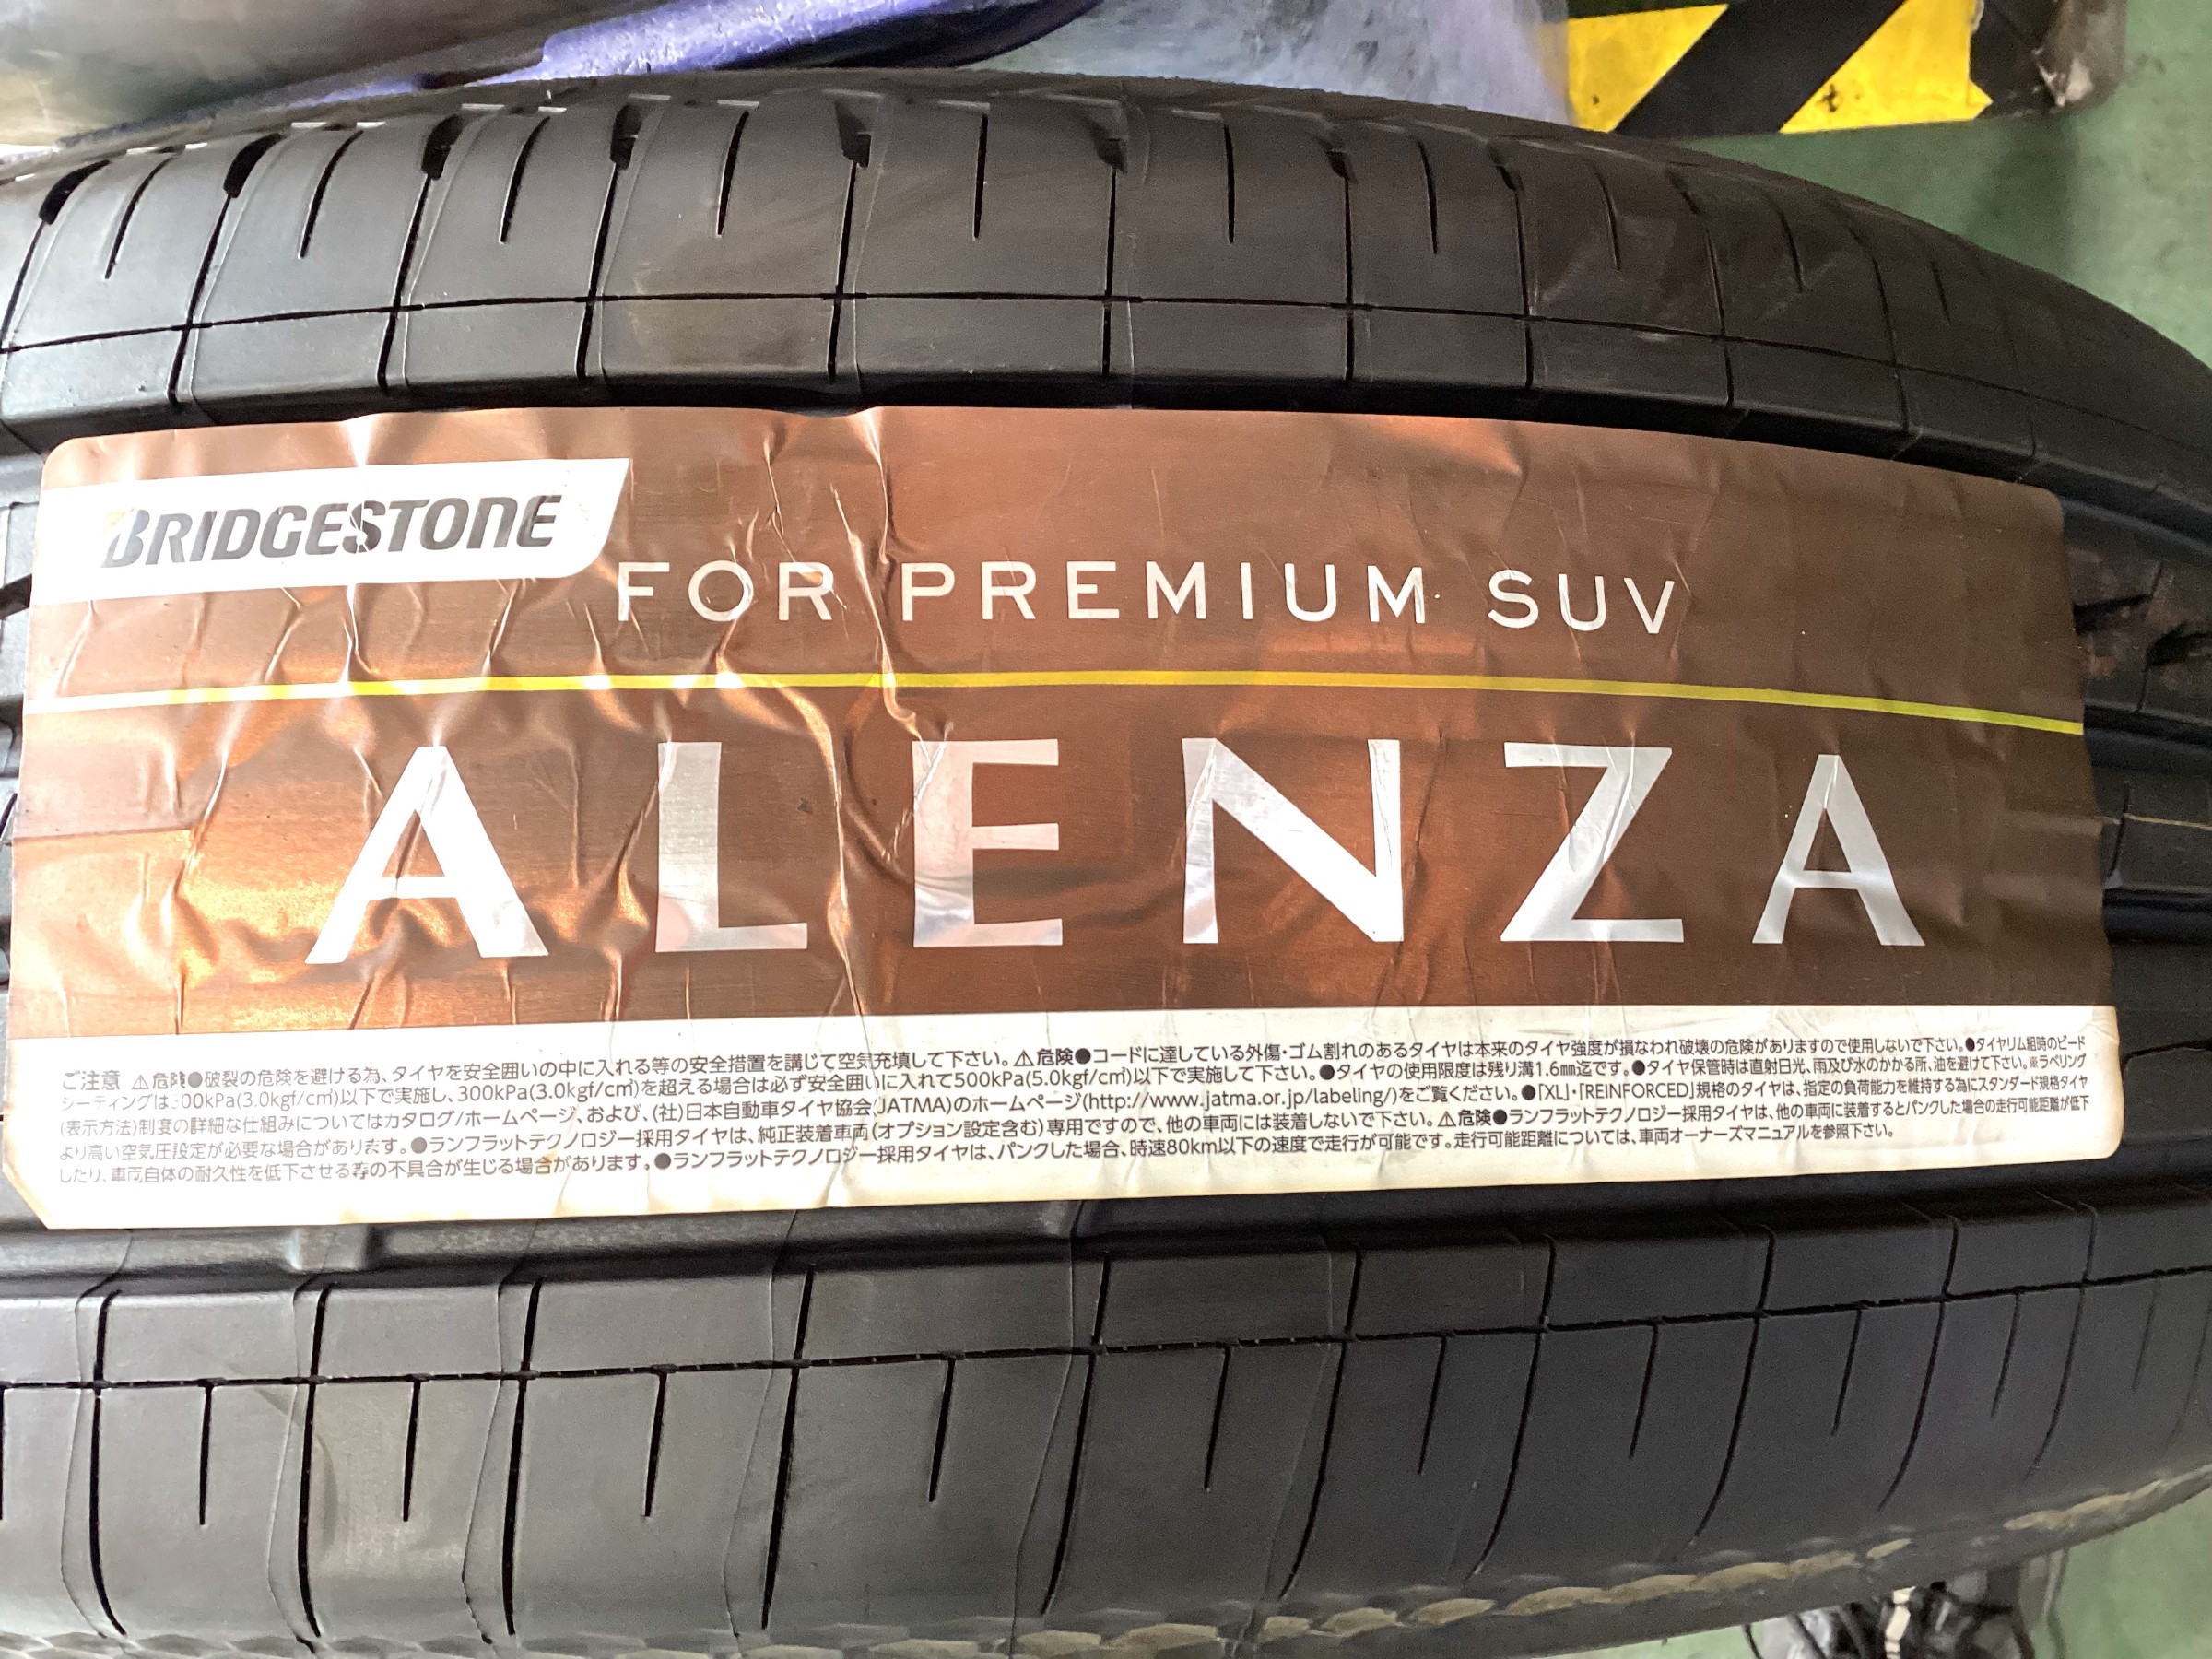 BRIDGESTONE
FOR PREMIUM SUV
ALENZA
ご注意 ⚠危険●破裂の危険を避ける為、タイヤを安全囲いの中に入れる等の安全措置を講じて空気充填して下さい。⚠危険●コードに達している外傷・ゴム割れのあるタイヤは本来のタイヤ強度が損なわれ破壊の危険がありますので使用しないで下さい。●タイヤリム組時のビード
シーティングは300kPa(3.0kgf/c㎡)以下で実施し、300kPa(3.0kgf/c㎡)を超える場合は必ず安全囲いに入れて500kPa(5.0kgf/c㎡)以下で実施して下さい。●タイヤの使用限度は残り溝1.6㎜迄です。●タイヤ保管時は直射日光、雨及び水のかかる所、油を避けて下さい。※ラベリング
(表示方法)制度の詳細な仕組みについてはカタログ/ホームページ、および、(社)日本自動車タイヤ協会(JATMA)のホームページ(http://www.jatma.or.jp/labeling/)をご覧ください。●「XL」・「REINFORCED」規格のタイヤは、指定の負荷能力を維持する為にスタンダード規格タイヤ
より高い空気圧設定が必要な場合があります。●ランフラットテクノロジー採用タイヤは、純正装着車両(オプション設定含む)専用ですので、他の車両には装着しないで下さい。⚠危険●ランフラットテクノロジー採用タイヤは、他の車両に装着するとパンクした場合の走行可能距離が低下
したり、車両自体の耐久性を低下させる等の不具合が生じる場合があります。●ランフラットテクノロジー採用タイヤは、パンクした場合、時速80km以下の速度で走行が可能です。走行可能距離については、車両オーナーズマニュアルを参照下さい。